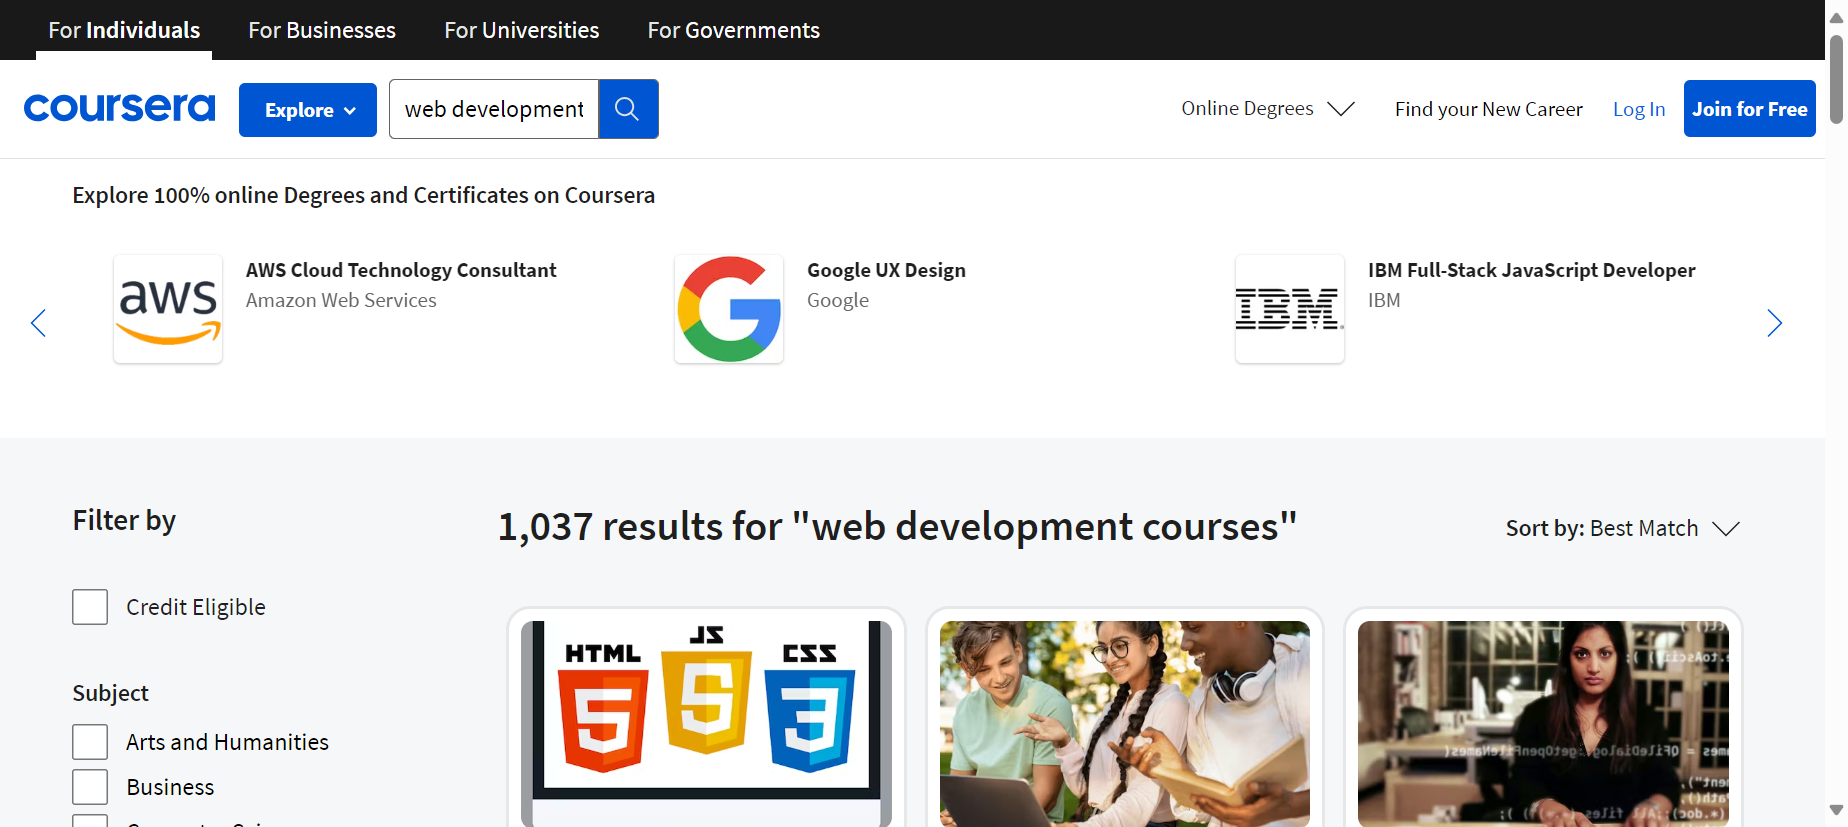 For Individuals
For Businesses
For Universities
For Governments
coursera
Explore
web development
Online Degrees
Find your New Career
Log In
Join for Free
Explore 100% online Degrees and Certificates on Coursera
aws
AWS Cloud Technology Consultant
Amazon Web Services
Google UX Design
Google
IBM
IBM Full-Stack JavaScript Developer
IBM
Filter by
1,037 results for "web development courses"
Sort by: Best Match
Credit Eligible
Subject
Arts and Humanities
Business
HTML
JS
CSS
5
5
3